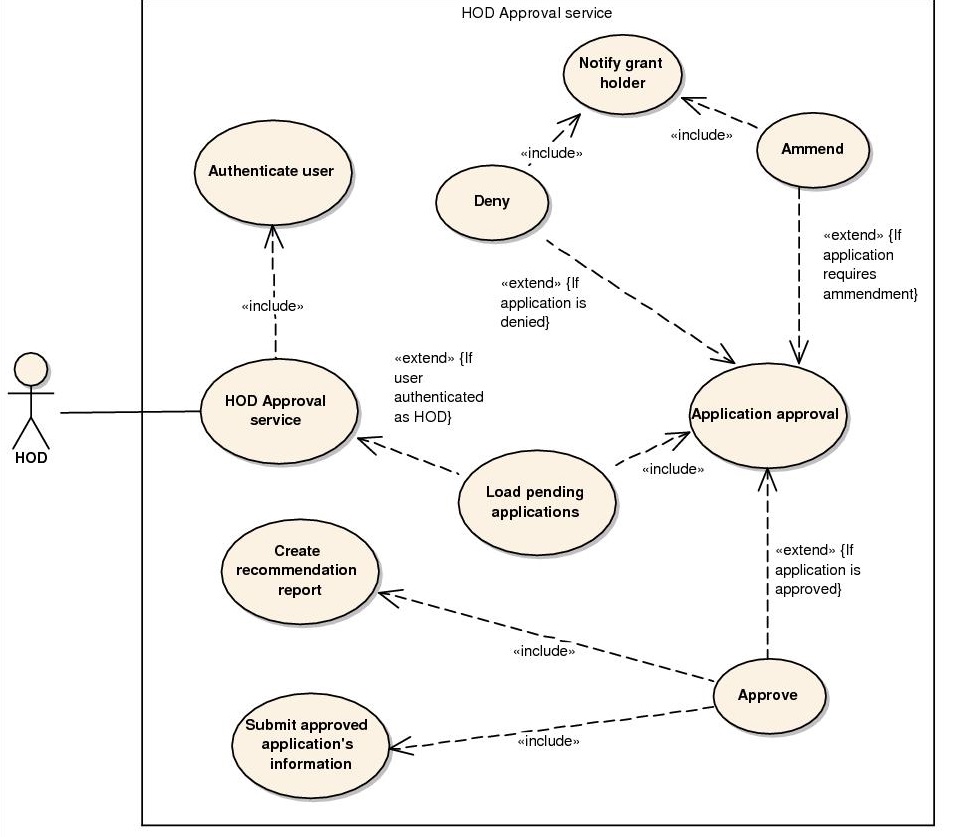 HOD Approval service
Notify grant
holder
«include»
Ammend
«include»
Authenticate user
Deny
«extend» {If
application
requires
ammendment}
«extend» {If
application is
denied}
«include»
«extend» {If
user
authenticated
as HOD}
HOD Approval
service
Application approval
HOD
«include»
Load pending
applications
Create
recommendation
report
«extend» {If
application is
approved}
«include»
Approve
Submit approved
application's
information
«include»